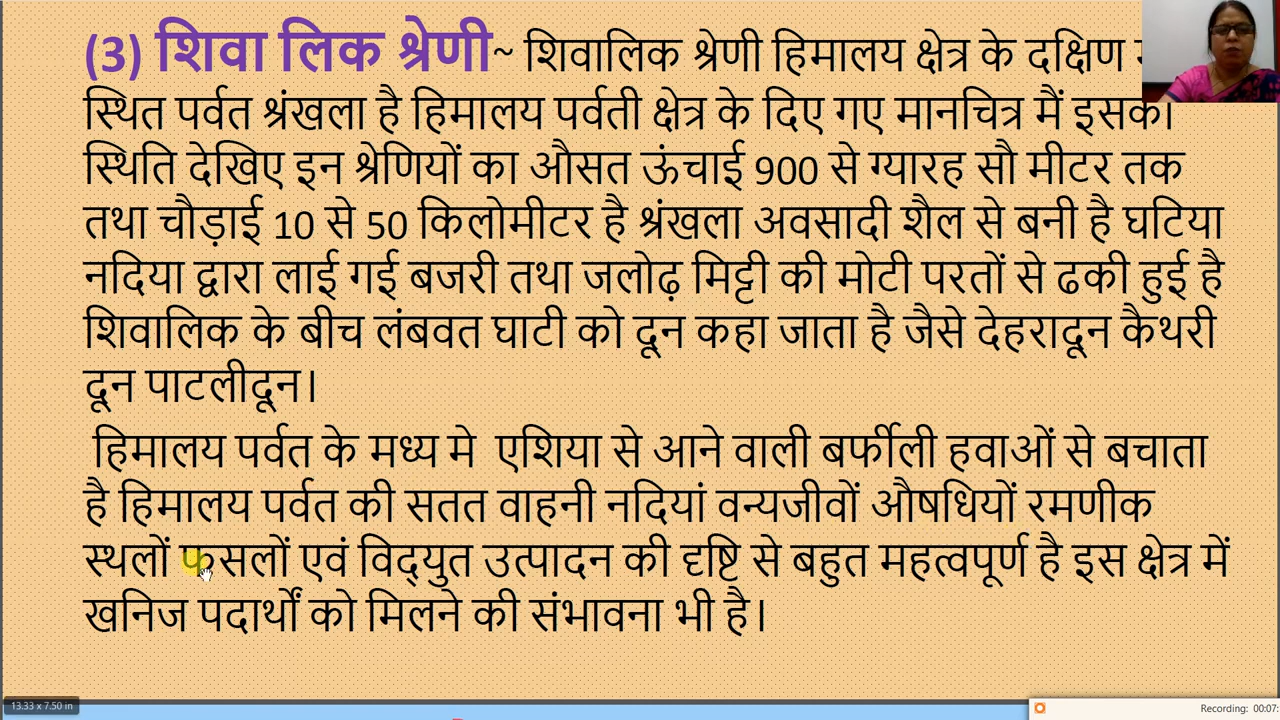 (3) शिवा लिक श्रेणी~ शिवालिक श्रेणी हिमालय क्षेत्र के दक्षिण
स्थित पर्वत श्रंखला है हिमालय पर्वती क्षेत्र के दिए गए मानचित्र मैं इसकी
स्थिति देखिए इन श्रेणियों का औसत ऊंचाई 900 से ग्यारह सौ मीटर तक
तथा चौड़ाई 10 से 50 किलोमीटर है श्रंखला अवसादी शैल से बनी है घटिया
नदिया द्वारा लाई गई बजरी तथा जलोढ़ मिट्टी की मोटी परतों से ढकी हुई है
शिवालिक के बीच लंबवत घाटी को दून कहा जाता है जैसे देहरादून कैथरी
दून पाटलीदून।
हिमालय पर्वत के मध्य मे एशिया से आने वाली बर्फीली हवाओं से बचाता
है हिमालय पर्वत की सतत वाहनी नदियां वन्यजीवों औषधियों रमणीक
स्थलों फसलों एवं विद्युत उत्पादन की दृष्टि से बहुत महत्वपूर्ण है इस क्षेत्र में
खनिज पदार्थों को मिलने की संभावना भी है।
13.33 x 7.50 in
Recording: 00:07: